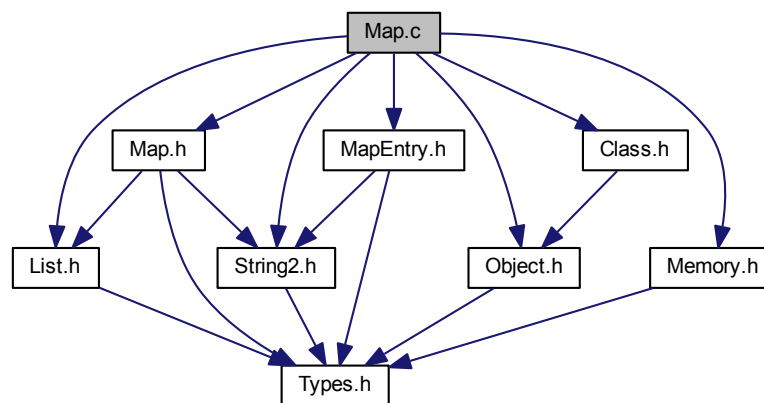 Map.c
Map.h
MapEntry.h
Class.h
List.h
String2.h
Object.h
Memory.h
Types.h